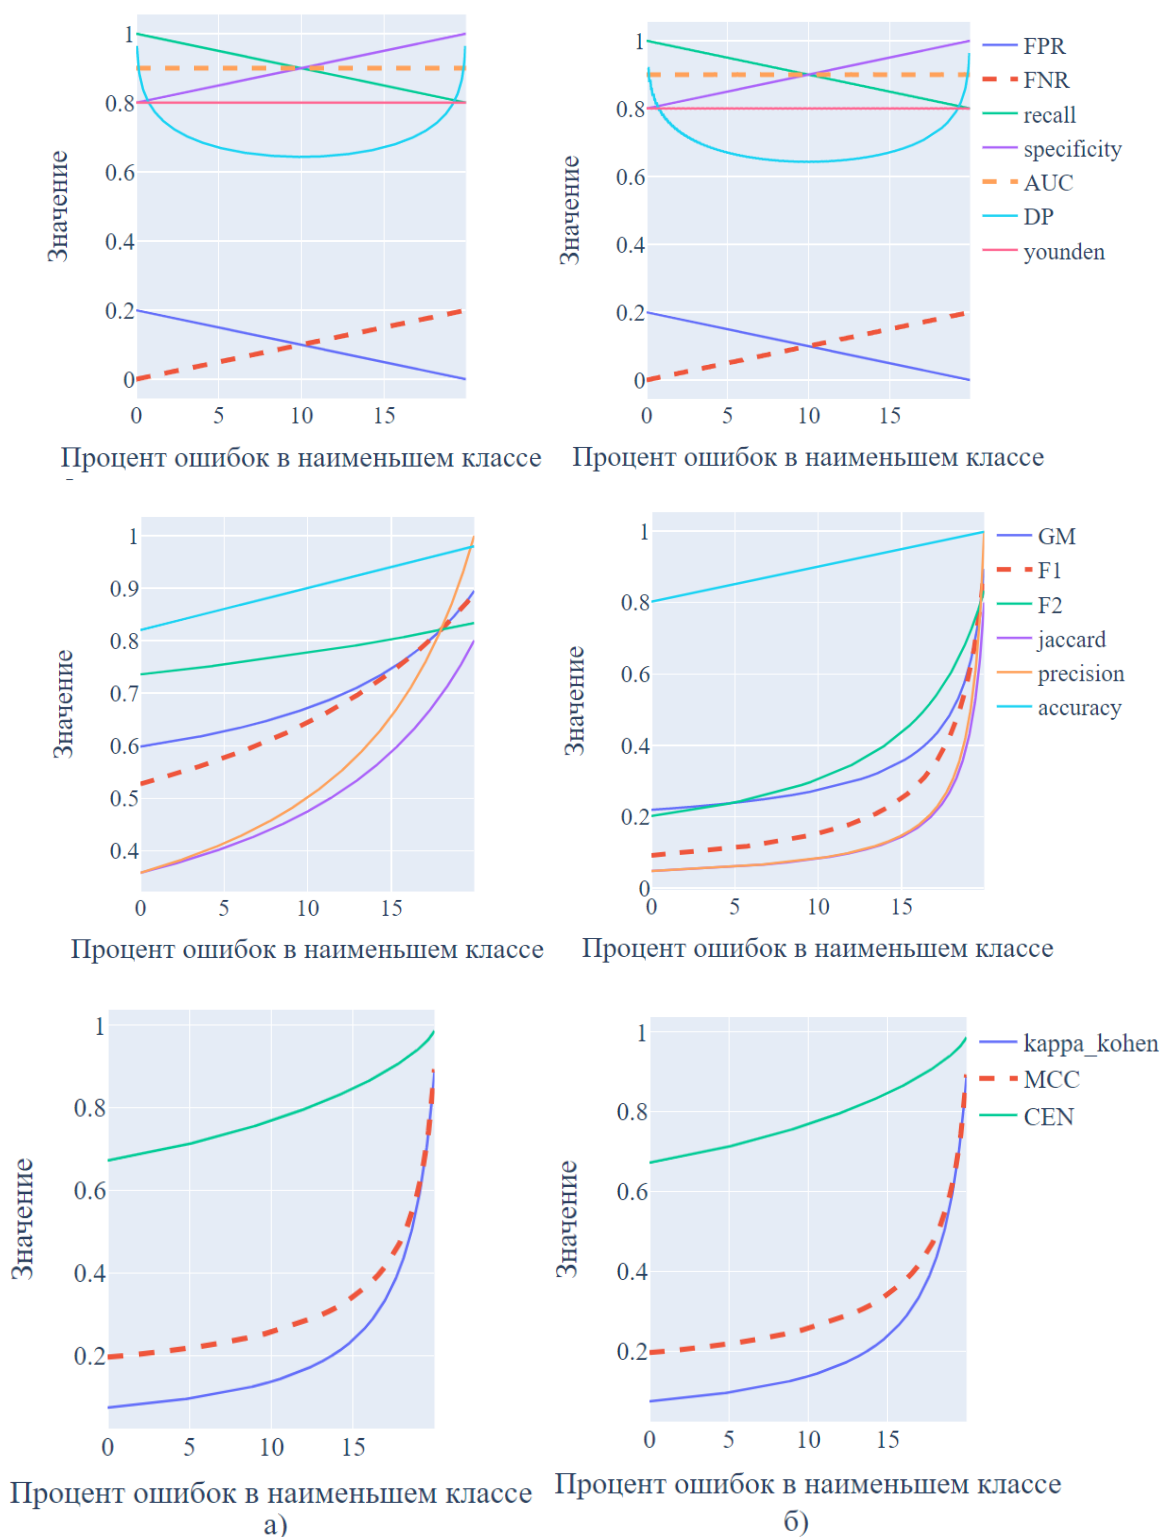 1
0.8
0.6
0.4
0.2
0
0
5
10
15
Значение
Процент ошибок в наименьшем классе
1
0.8
0.6
0.4
0.2
0
0
5
10
15
Значение
Процент ошибок в наименьшем классе
FPR
FNR
recall
specificity
AUC
DP
younden
1
0.9
0.8
0.7
0.6
0.5
0.4
0
5
10
15
Значение
Процент ошибок в наименьшем классе
1
0.8
0.6
0.4
0.2
0
0
5
10
15
Значение
Процент ошибок в наименьшем классе
GM
F1
F2
jaccard
precision
accuracy
1
0.8
0.6
0.4
0.2
0
5
10
15
Значение
Процент ошибок в наименьшем классе
а)
1
0.8
0.6
0.4
0.2
0
5
10
15
Значение
Процент ошибок в наименьшем классе
б)
kappa_kohen
MCC
CEN